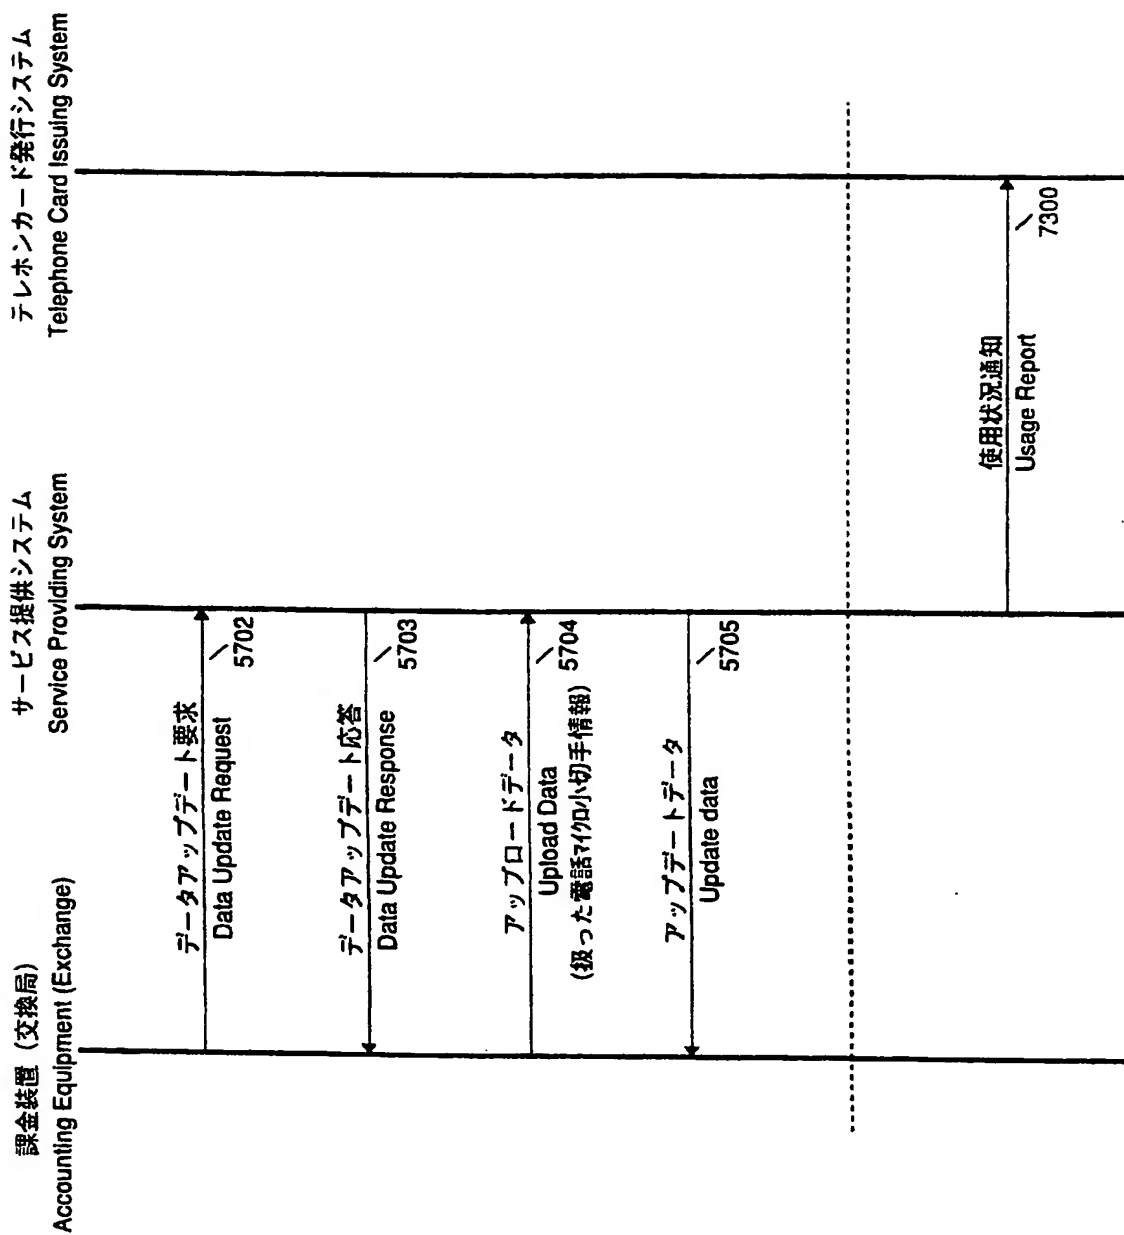 課金装置（交換局）
Accounting Equipment (Exchange)
サービス提供システム
Service Providing System
テレホンカード発行システム
Telephone Card Issuing System
データアップデート要求
Data Update Request
5702
データアップデート応答
Data Update Response
5703
アップロードデータ
Upload Data
(扱った電話マイクロ小切手情報)
5704
アップデートデータ
Update data
5705
使用状況通知
Usage Report
7300